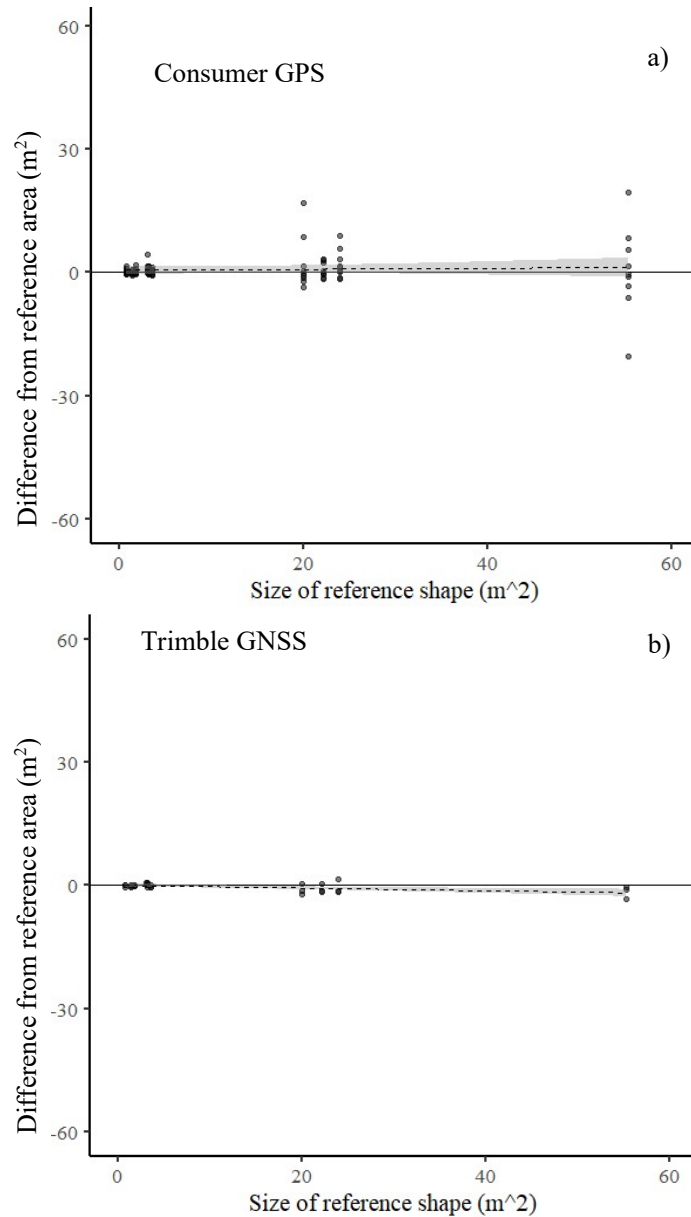 60
Consumer GPS
a)
30
0
-30
-60
Difference from reference area (m²)
0
20
40
60
Size of reference shape (m^2)
60
Trimble GNSS
b)
30
0
-30
-60
Difference from reference area (m²)
0
20
40
60
Size of reference shape (m^2)